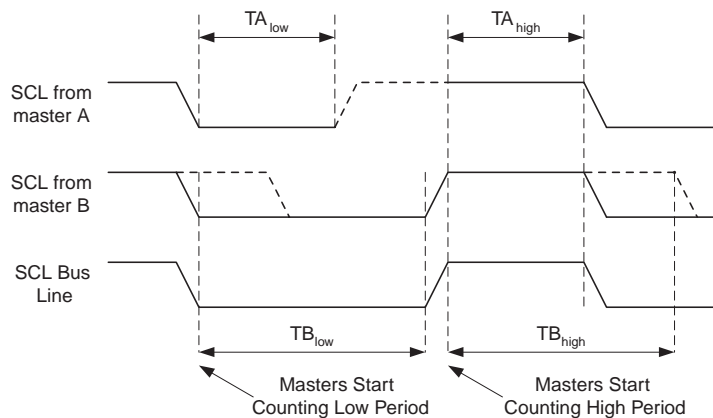 TA low
TA high
SCL from
master A
SCL from
master B
SCL Bus
Line
TB low
TB high
Masters Start
Counting Low Period
Masters Start
Counting High Period